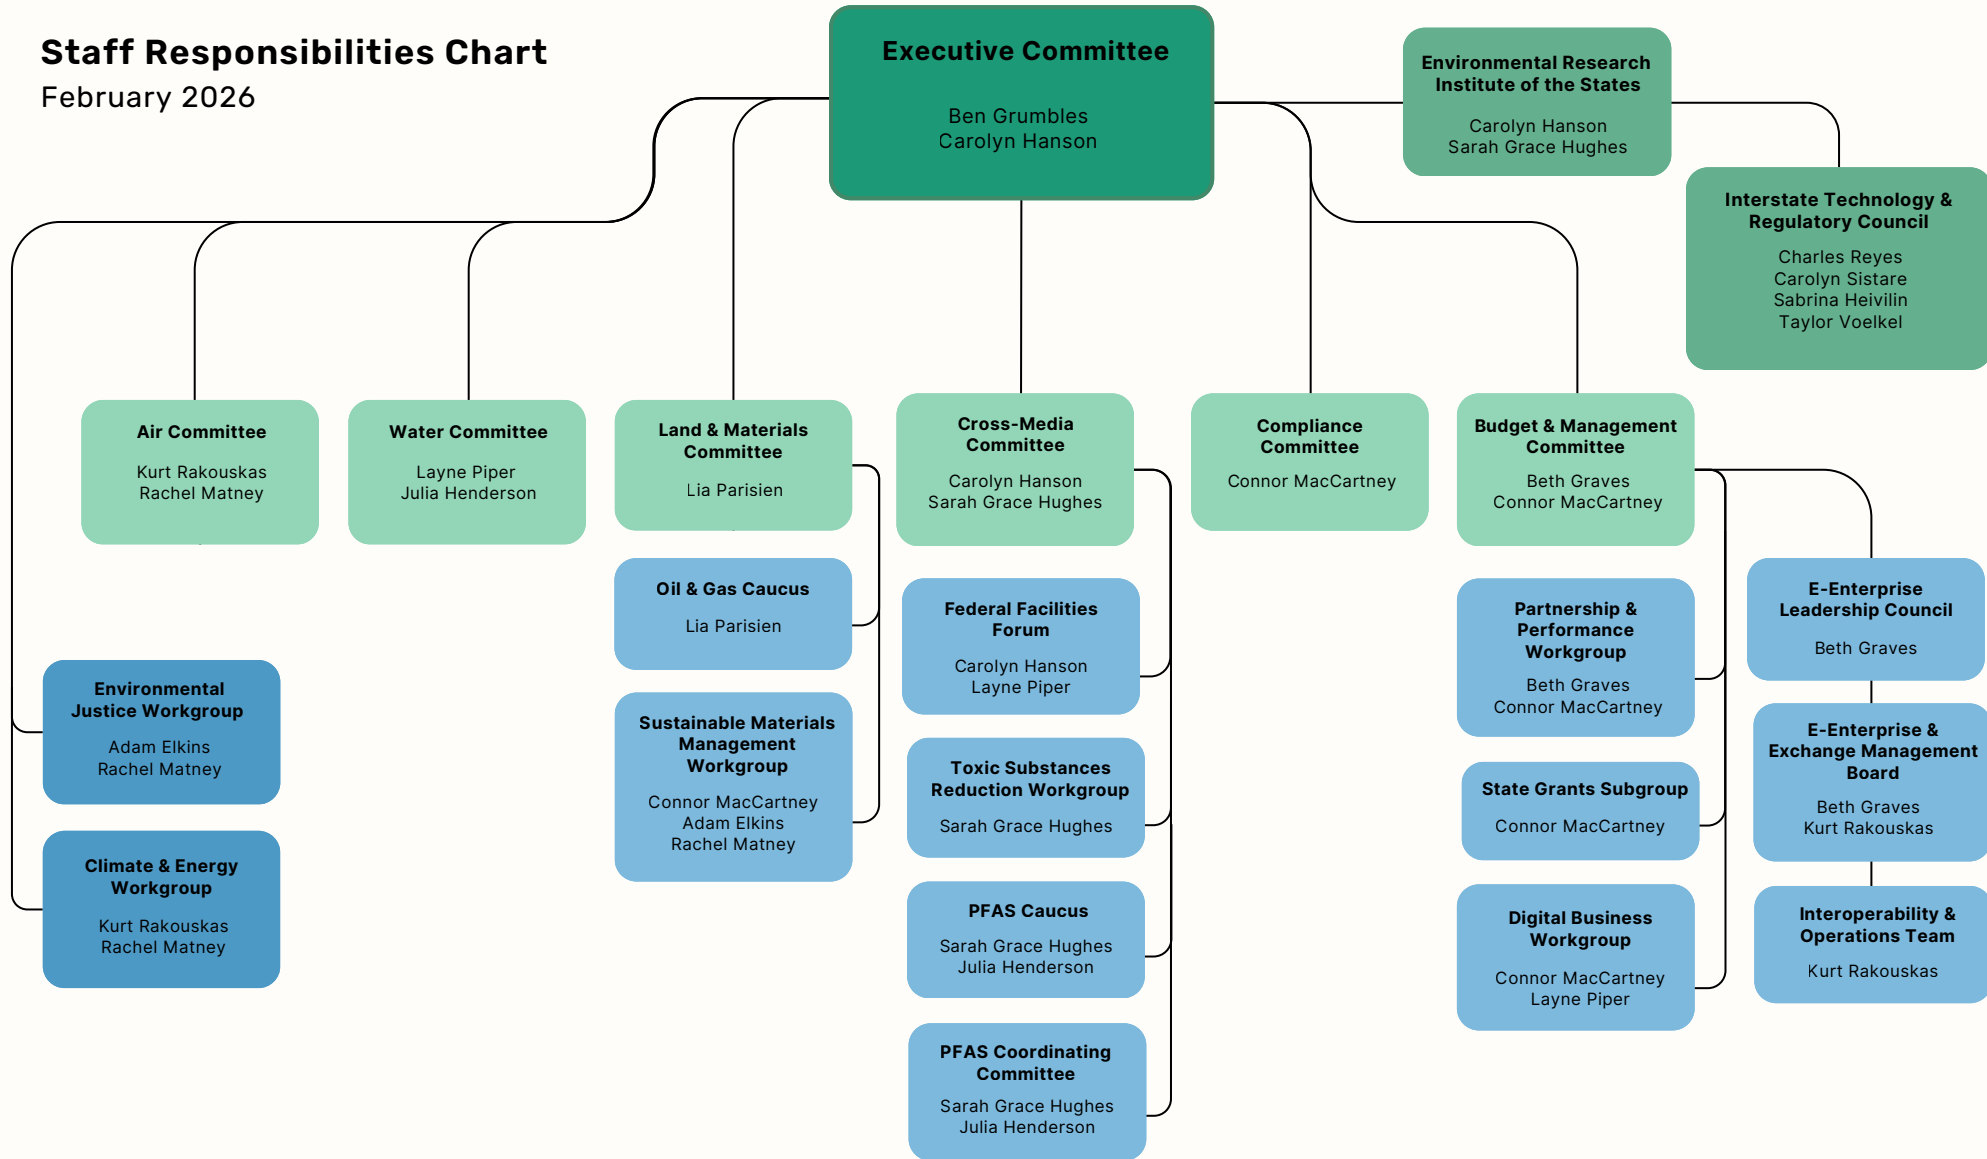 Staff Responsibilities Chart
February 2026
Executive Committee
Ben Grumbles
Carolyn Hanson
Environmental Research
Institute of the States
Carolyn Hanson
Sarah Grace Hughes
Interstate Technology &
Regulatory Council
Charles Reyes
Carolyn Sistare
Sabrina Heivilin
Taylor Voelkel
Air Committee
Kurt Rakouskas
Rachel Matney
Water Committee
Layne Piper
Julia Henderson
Land & Materials
Committee
Lia Parisien
Cross-Media
Committee
Carolyn Hanson
Sarah Grace Hughes
Compliance
Committee
Connor MacCartney
Budget & Management
Committee
Beth Graves
Connor MacCartney
Environmental
Justice Workgroup
Adam Elkins
Rachel Matney
Climate & Energy
Workgroup
Kurt Rakouskas
Rachel Matney
Oil & Gas Caucus
Lia Parisien
Sustainable Materials
Management
Workgroup
Connor MacCartney
Adam Elkins
Rachel Matney
Federal Facilities
Forum
Carolyn Hanson
Layne Piper
Toxic Substances
Reduction Workgroup
Sarah Grace Hughes
PFAS Caucus
Sarah Grace Hughes
Julia Henderson
PFAS Coordinating
Committee
Sarah Grace Hughes
Julia Henderson
Partnership &
Performance
Workgroup
Beth Graves
Connor MacCartney
State Grants Subgroup
Connor MacCartney
Digital Business
Workgroup
Connor MacCartney
Layne Piper
E-Enterprise
Leadership Council
Beth Graves
E-Enterprise &
Exchange Management
Board
Beth Graves
Kurt Rakouskas
Interoperability &
Operations Team
Kurt Rakouskas